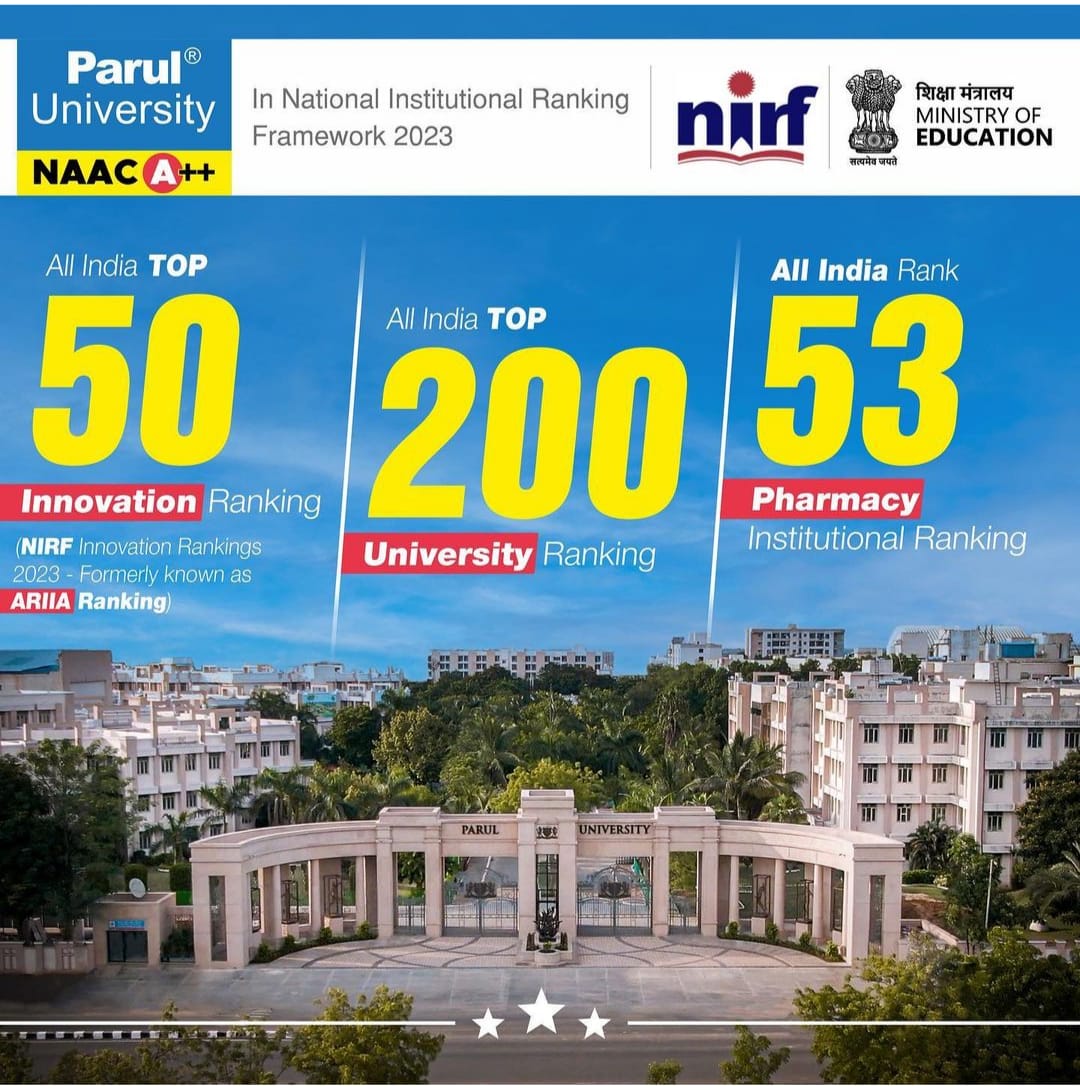 Parul®
University
NAAC A++
In National Institutional Ranking
Framework 2023
nirf
शिक्षा मंत्रालय
MINISTRY OF
EDUCATION
सत्यमेव जयते
All India TOP
50
Innovation Ranking
(NIRF Innovation Rankings
2023 - Formerly known as
ARIIA Ranking)
All India TOP
200
University Ranking
All India Rank
53
Pharmacy
Institutional Ranking
PARUL UNIVERSITY